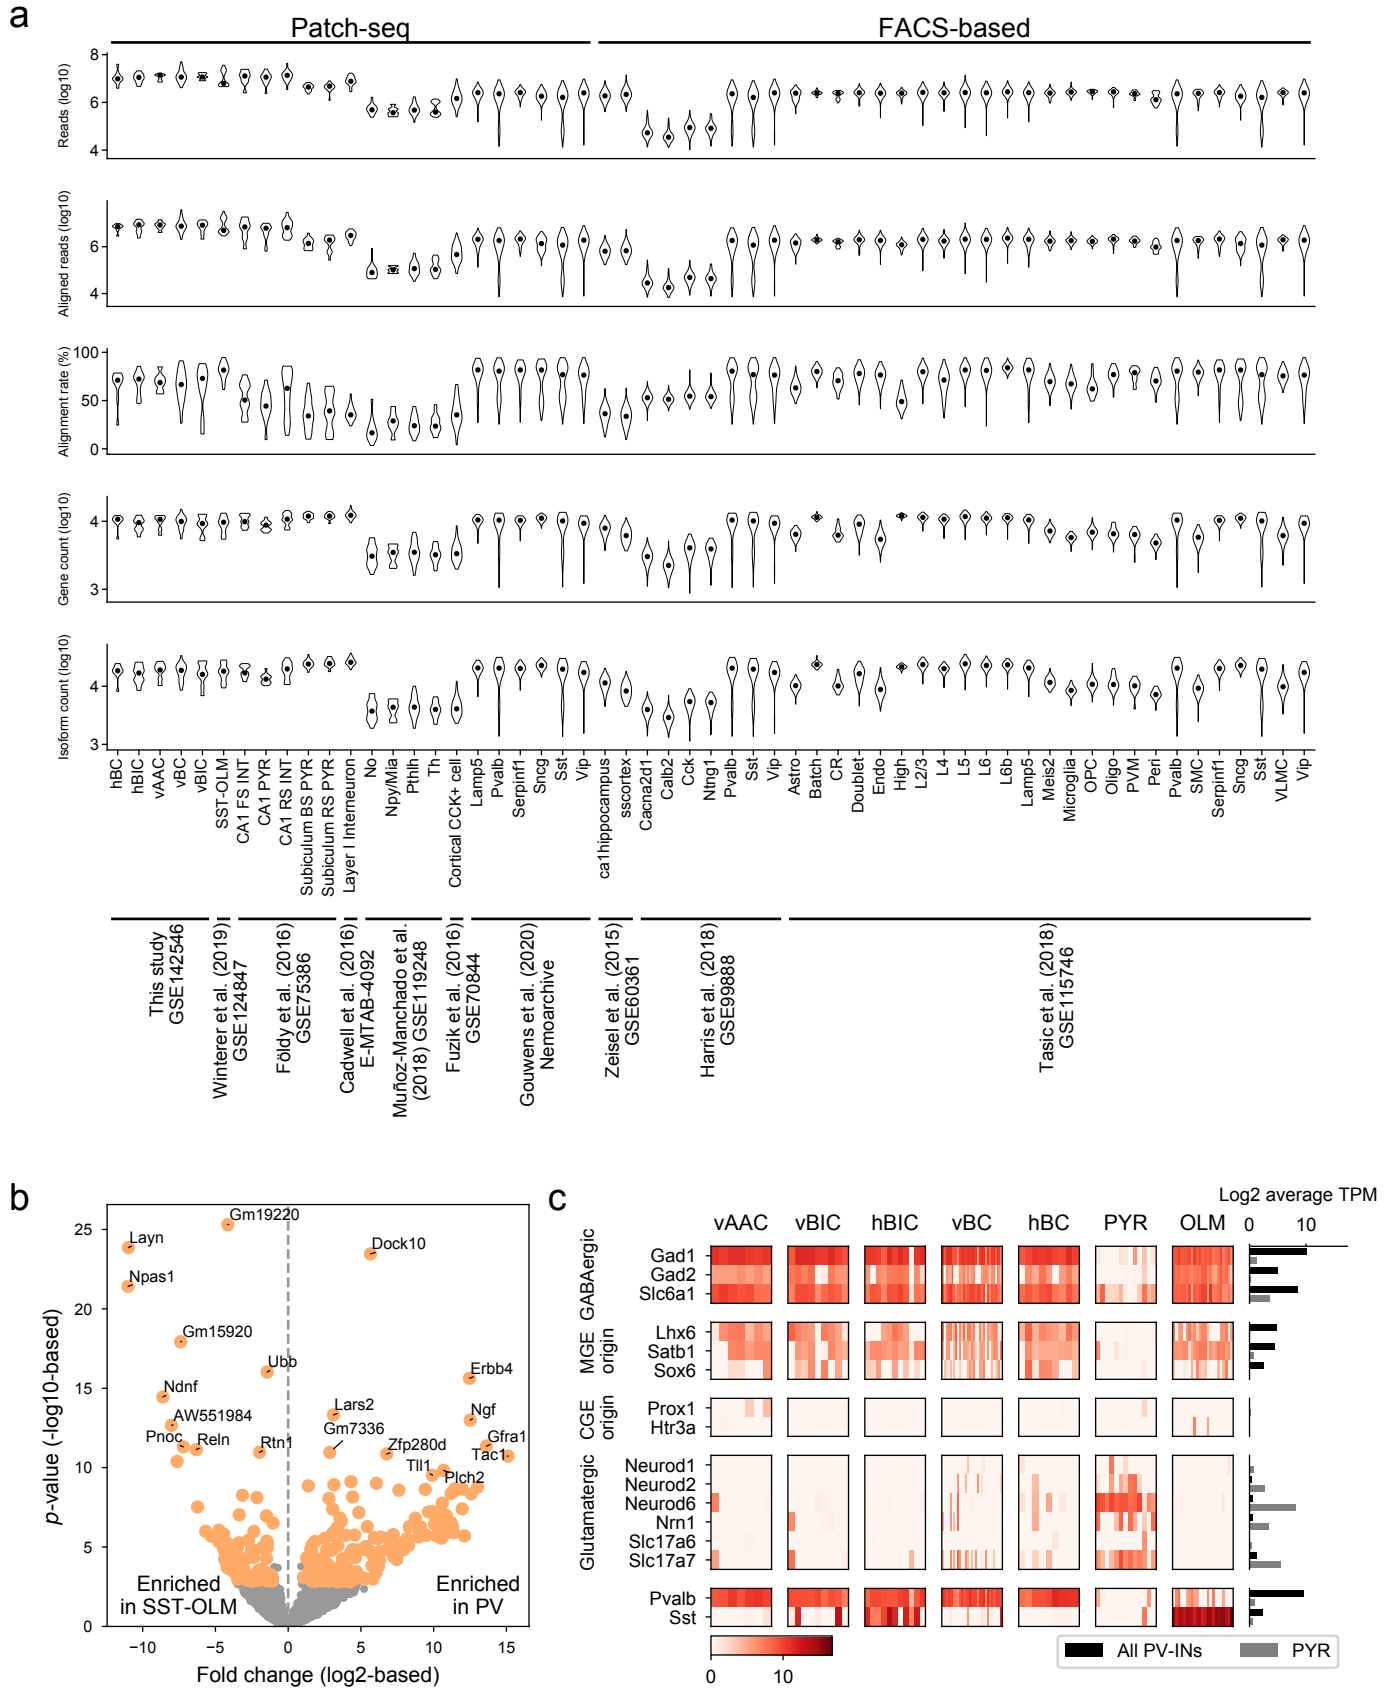 a
Patch-seq
FACS-based
Reads (log10)
8
6
4
Aligned reads (log10)
6
4
Alignment rate (%)
100
50
0
Gene count (log10)
4
3
Isoform count (log10)
4
3
hBC
hBIC
vAAC
vBC
vBIC
SST-OLM
CA1 FS INT
CA1 PYR
CA1 RS INT
Subiculum BS PYR
Subiculum RS PYR
Layer I Interneuron
No
Npy/Mia
Pthlh
Th
Cortical CCK+ cell
Lamp5
Pvalb
Serpinf1
Sncg
Sst
Vip
ca1hippocampus
sscortex
Cacna2d1
Calb2
Cck
Ntng1
Pvalb
Sst
Vip
Astro
Batch
CR
Doublet
Endo
High
L2/3
L4
L5
L6
L6b
Lamp5
Meis2
Microglia
OPC
Oligo
PVM
Peri
Pvalb
SMC
Serpinf1
Sncg
Sst
VLMC
Vip
This study
GSE142546
Winterer et al. (2019)
GSE124847
Földy et al. (2016)
GSE75386
Cadwell et al. (2016)
E-MTAB-4092
Muñoz-Manchado et al.
(2018) GSE119248
Fuzik et al. (2016)
GSE70844
Gouwens et al. (2020)
Nemoarchive
Zeisel et al. (2015)
GSE60361
Harris et al. (2018)
GSE99888
Tasic et al. (2018)
GSE115746
b
p-value (-log10-based)
25
20
15
10
5
0
Gm19220
Layn
Dock10
Npas1
Gm15920
Ubb
Erbb4
Ndnf
Lars2
Ngf
AW551984
Gm7336
Gfra1
Pnoc
Reln
Rtn1
Zfp280d
Tac1
Tll1
Plch2
Enriched
in SST-OLM
Enriched
in PV
−10
−5
0
5
10
15
Fold change (log2-based)
c
Log2 average TPM
0
10
vAAC
vBIC
hBIC
vBC
hBC
PYR
OLM
GABAergic
Gad1
Gad2
Slc6a1
MGE
origin
Lhx6
Satb1
Sox6
CGE
origin
Prox1
Htr3a
Glutamatergic
Neurod1
Neurod2
Neurod6
Nrn1
Slc17a6
Slc17a7
Pvalb
Sst
0
10
All PV-INs
PYR